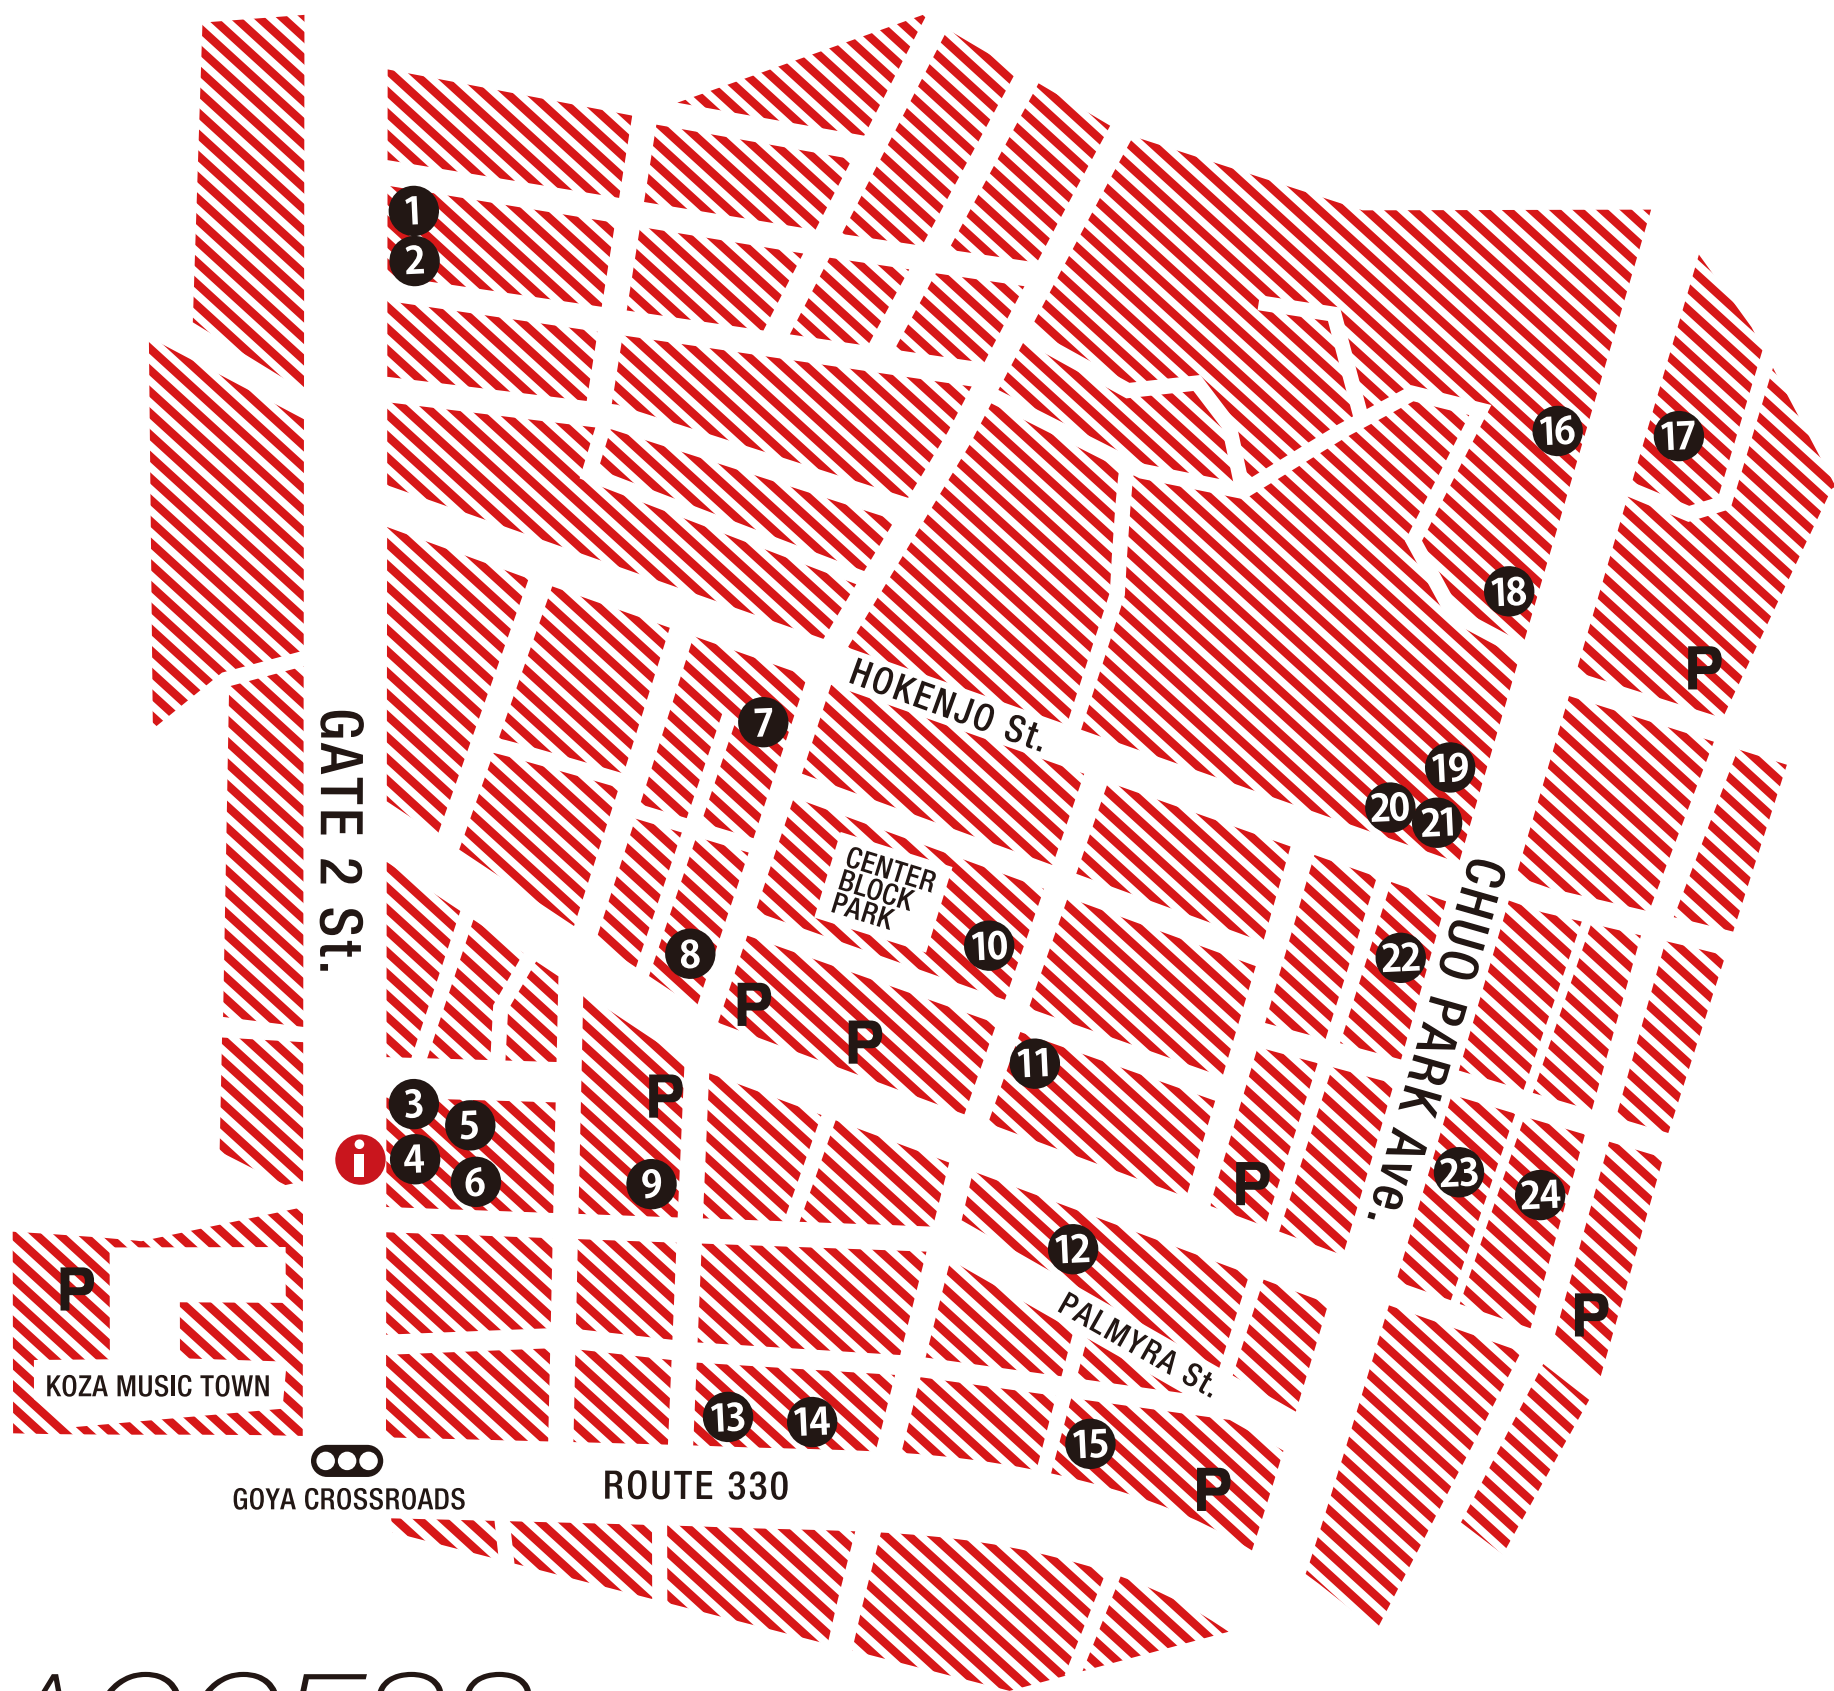 1
2
16
17
18
P
HOKENJO St.
7
GATE 2 St.
19
20
21
CENTER
BLOCK
PARK
CHUO PARK Ave.
8
10
22
P
P
11
P
3
5
i
4
6
9
P
23
24
12
P
P
PALMYRA St.
KOZA MUSIC TOWN
13
14
15
P
GOYA CROSSROADS
ROUTE 330
ACCESS